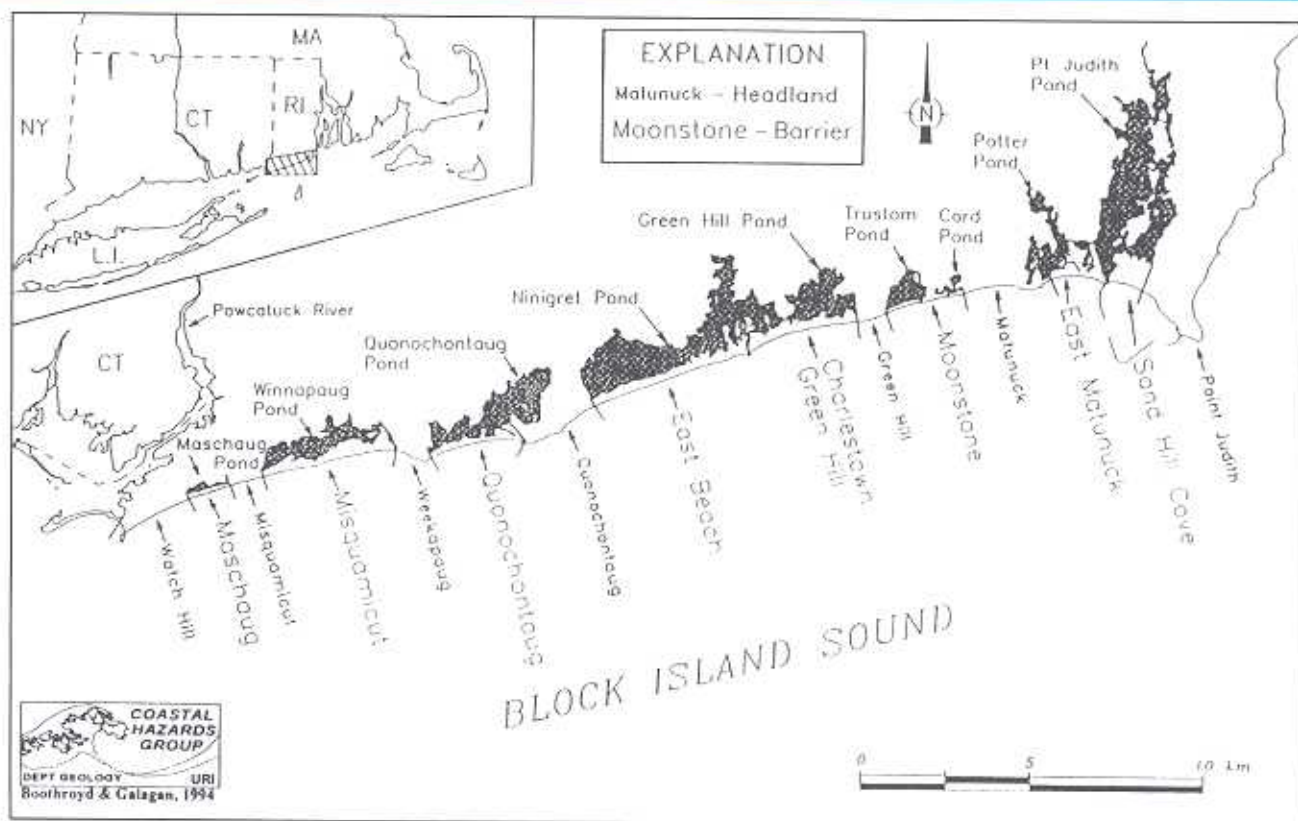 MA
NY
CT
RI
L.I.
EXPLANATION
Matunuck – Headland
Moonstone – Barrier
N
Pt. Judith
Pond
Potter
Pond
Green Hill Pond
Trustom
Pond
Card
Pond
Ninigret Pond
Pawcatuck River
CT
Quonochontaug
Pond
Winnapaug
Pond
Maschaug
Pond
Watch Hill
Maschaug
Misquamicut
Misquamicut
Weekapaug
Quonochontaug
Quonochontaug
East Beach
Charlestown
Green Hill
Green Hill
Moonstone
Matunuck
East Matunuck
Sand Hill Cove
Point Judith
BLOCK ISLAND SOUND
COASTAL
HAZARDS
GROUP
DEPT GEOLOGY URI
Boothroyd & Galagan, 1994
0 5 10 km